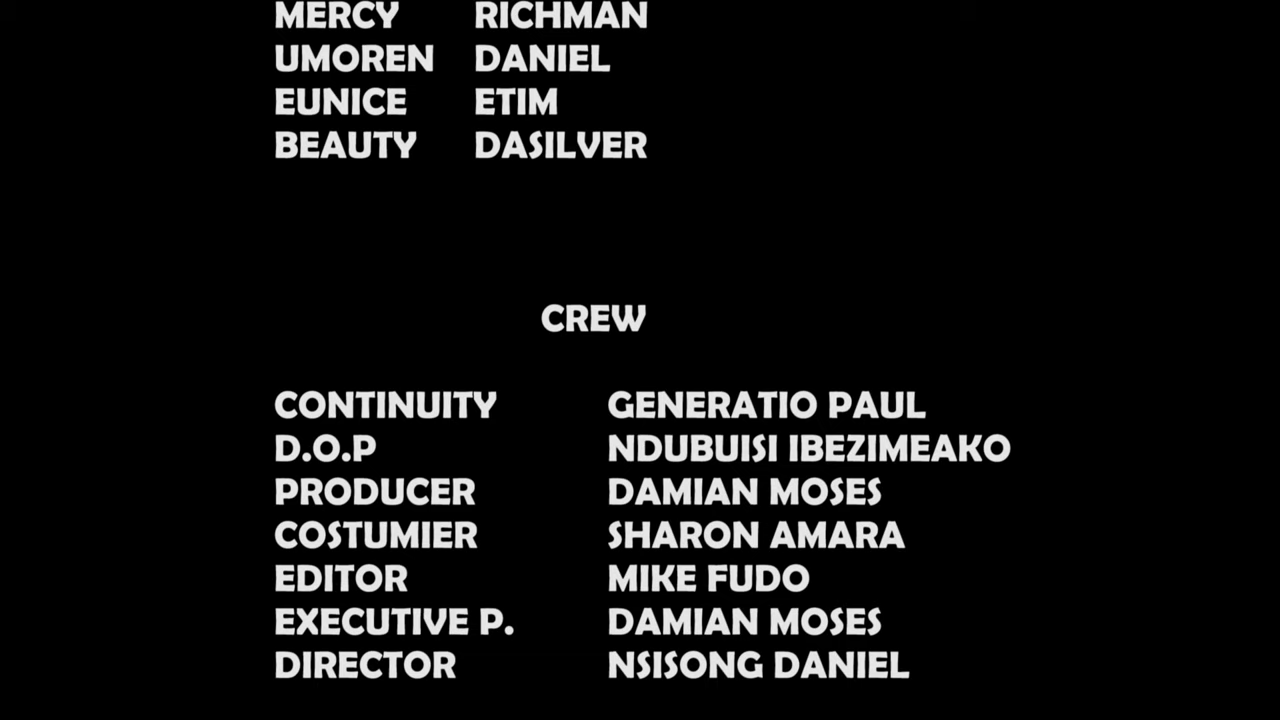 MERCY RICHMAN
UMOREN DANIEL
EUNICE ETIM
BEAUTY DASILVER
CREW
CONTINUITY GENERATIO PAUL
D.O.P NDUBUISI IBEZIMEAKO
PRODUCER DAMIAN MOSES
COSTUMIER SHARON AMARA
EDITOR MIKE FUDO
EXECUTIVE P. DAMIAN MOSES
DIRECTOR NSISONG DANIEL